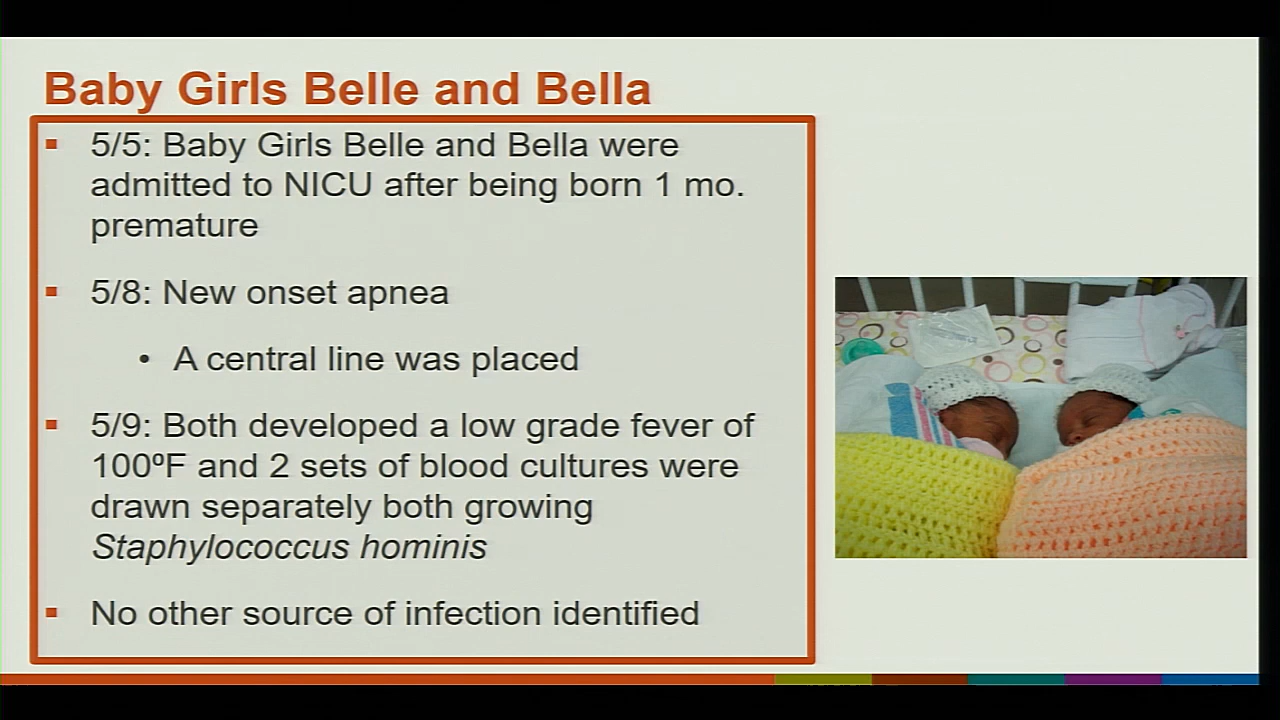 Baby Girls Belle and Bella
▪ 5/5: Baby Girls Belle and Bella were
admitted to NICU after being born 1 mo.
premature
▪ 5/8: New onset apnea
• A central line was placed
▪ 5/9: Both developed a low grade fever of
100ºF and 2 sets of blood cultures were
drawn separately both growing
Staphylococcus hominis
▪ No other source of infection identified